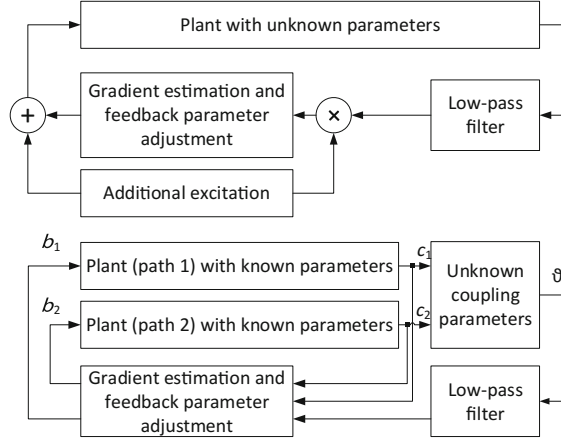 Plant with unknown parameters
Gradient estimation and
feedback parameter
adjustment
+
×
Low-pass
filter
Additional excitation
b1
Plant (path 1) with known parameters
c1
Unknown
coupling
parameters
ϑ
b2
Plant (path 2) with known parameters
c2
Gradient estimation and
feedback parameter
adjustment
Low-pass
filter